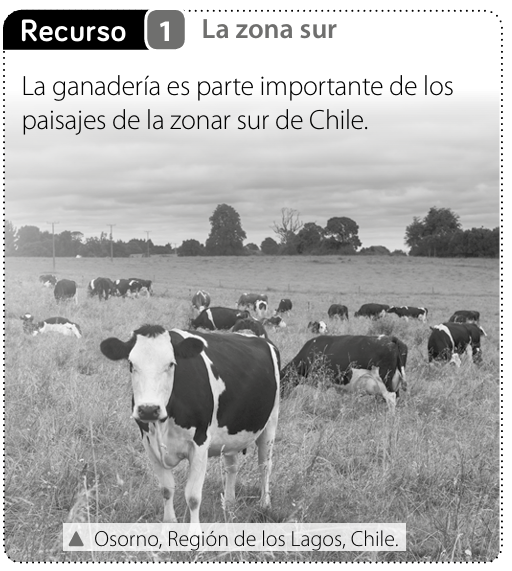 Recurso 1 La zona sur
La ganadería es parte importante de los
paisajes de la zonar sur de Chile.
▲ Osorno, Región de los Lagos, Chile.